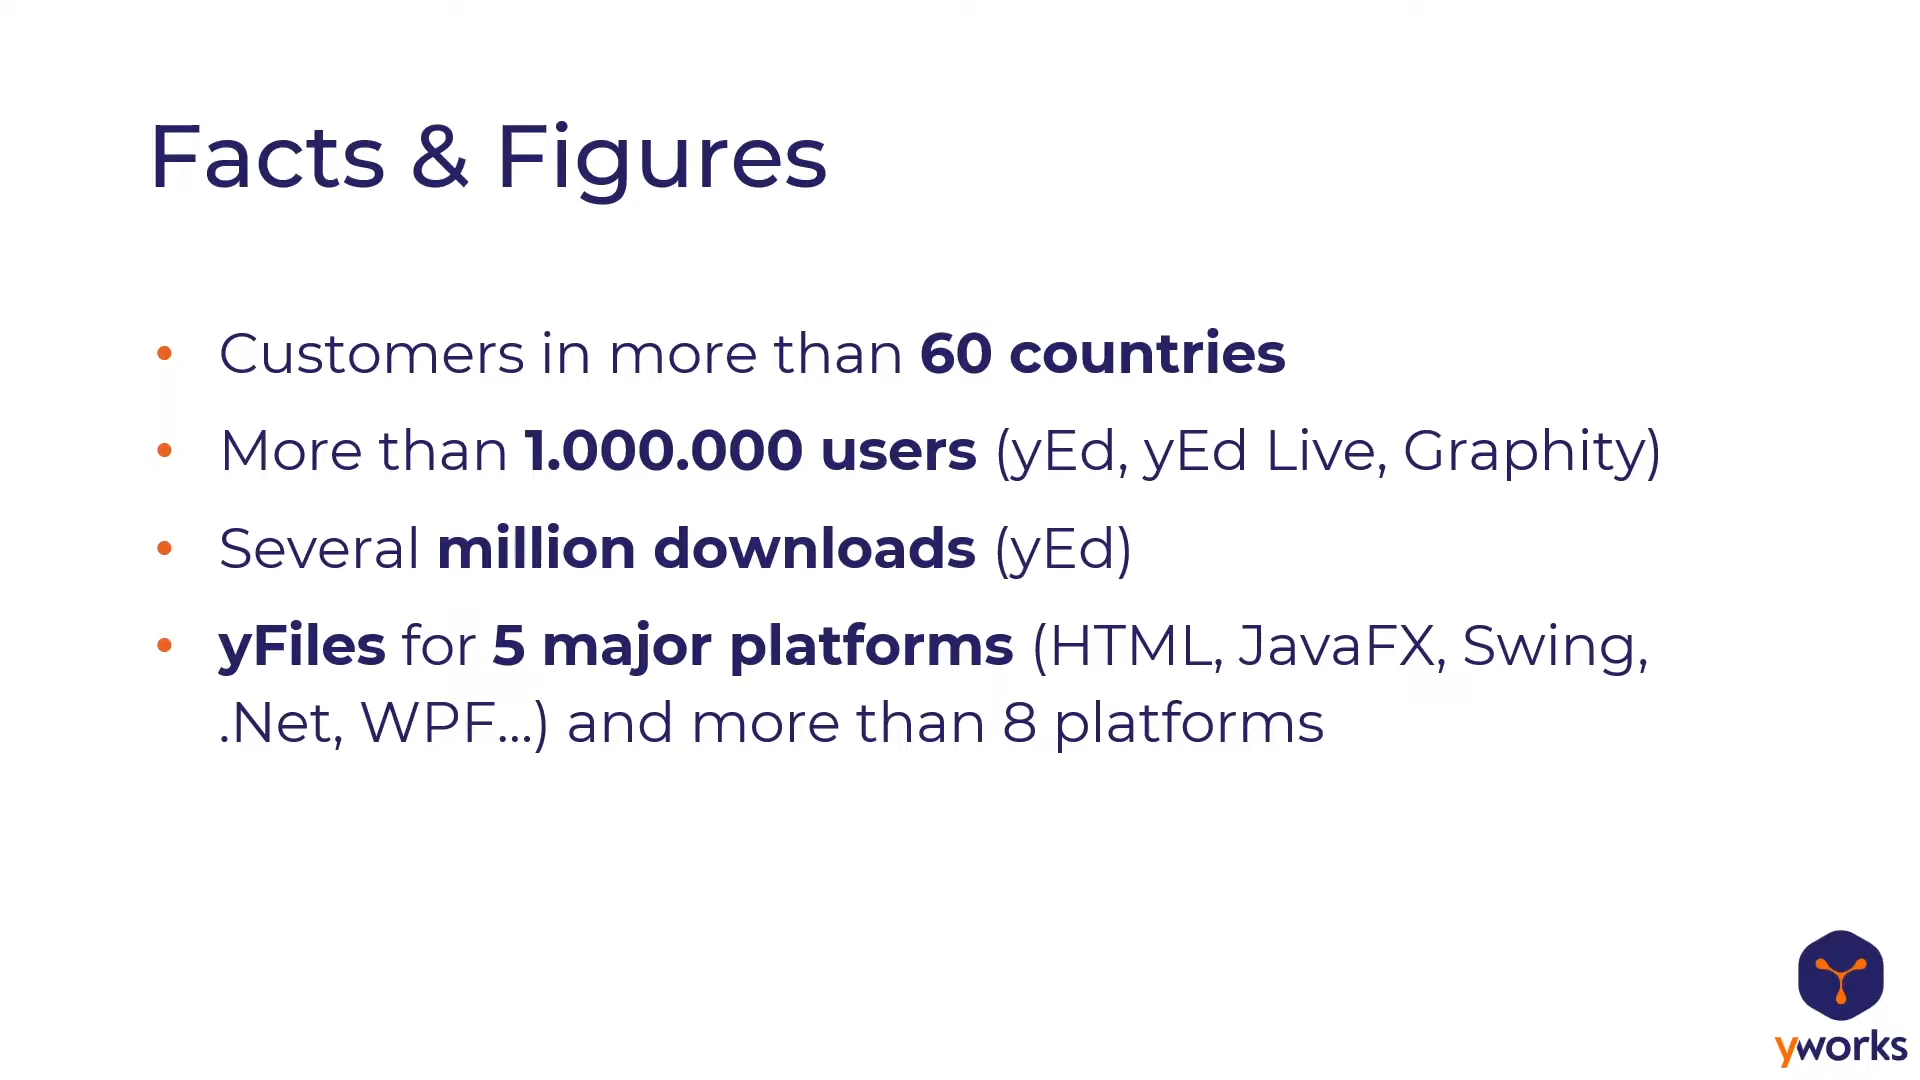 Facts & Figures
• Customers in more than 60 countries
• More than 1.000.000 users (yEd, yEd Live, Graphity)
• Several million downloads (yEd)
• yFiles for 5 major platforms (HTML, JavaFX, Swing,
.Net, WPF...) and more than 8 platforms
yworks